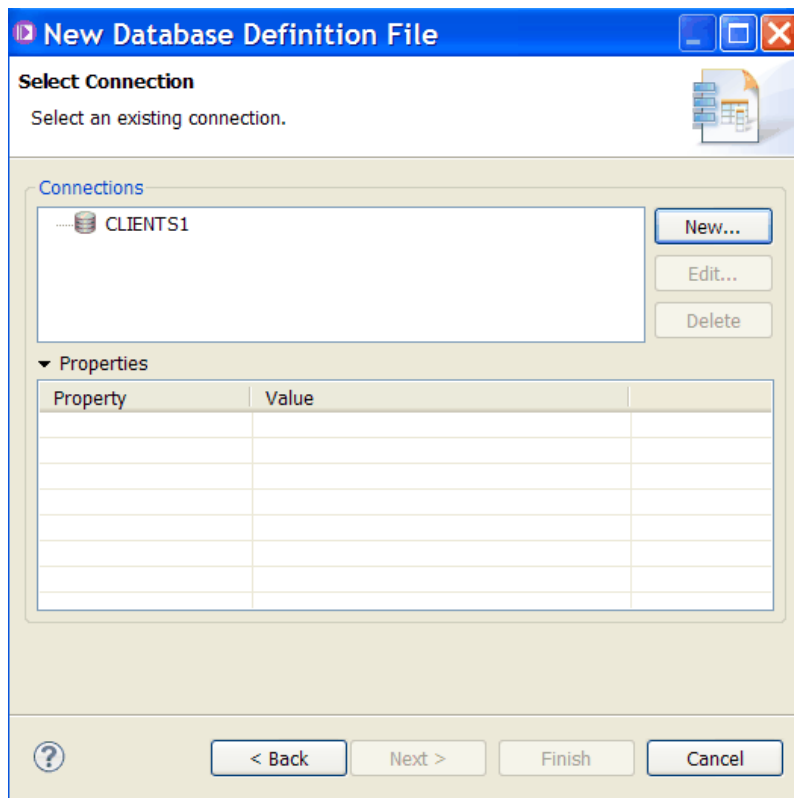 New Database Definition File
Select Connection
Select an existing connection.
Connections
CLIENTS1
New...
Edit...
Delete
Properties
Property Value
? < Back Next > Finish Cancel